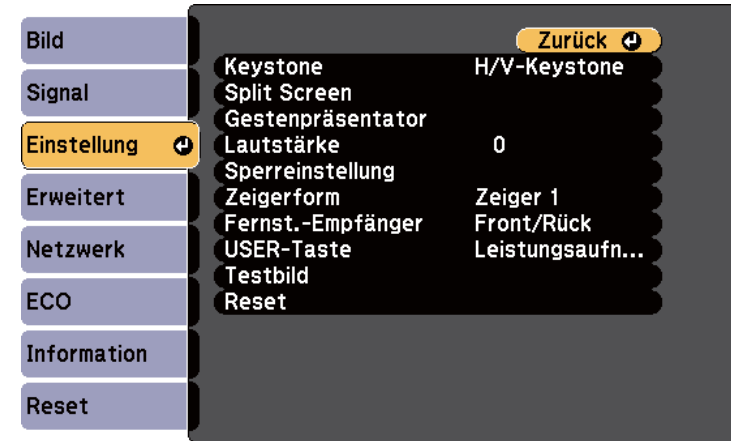 Bild
Signal
Einstellung
Erweitert
Netzwerk
ECO
Information
Reset
Zurück
Keystone H/V-Keystone
Split Screen
Gestenpräsentator
Lautstärke 0
Sperreinstellung
Zeigerform Zeiger 1
Fernst.-Empfänger Front/Rück
USER-Taste Leistungsaufn...
Testbild
Reset